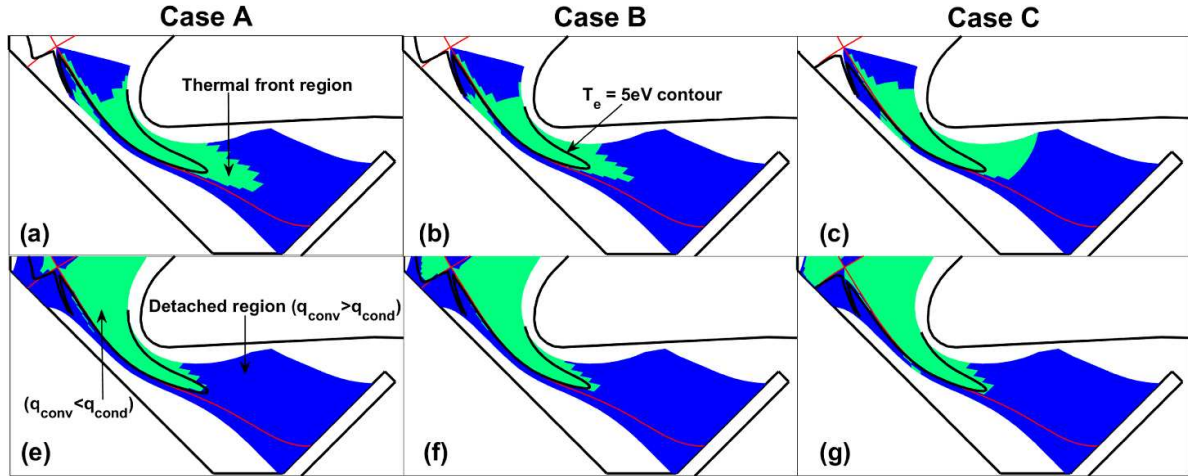 Case A
Case B
Case C
Thermal front region
T_e = 5eV contour
(a)
(b)
(c)
Detached region (q_conv>q_cond)
(q_conv<q_cond)
(e)
(f)
(g)